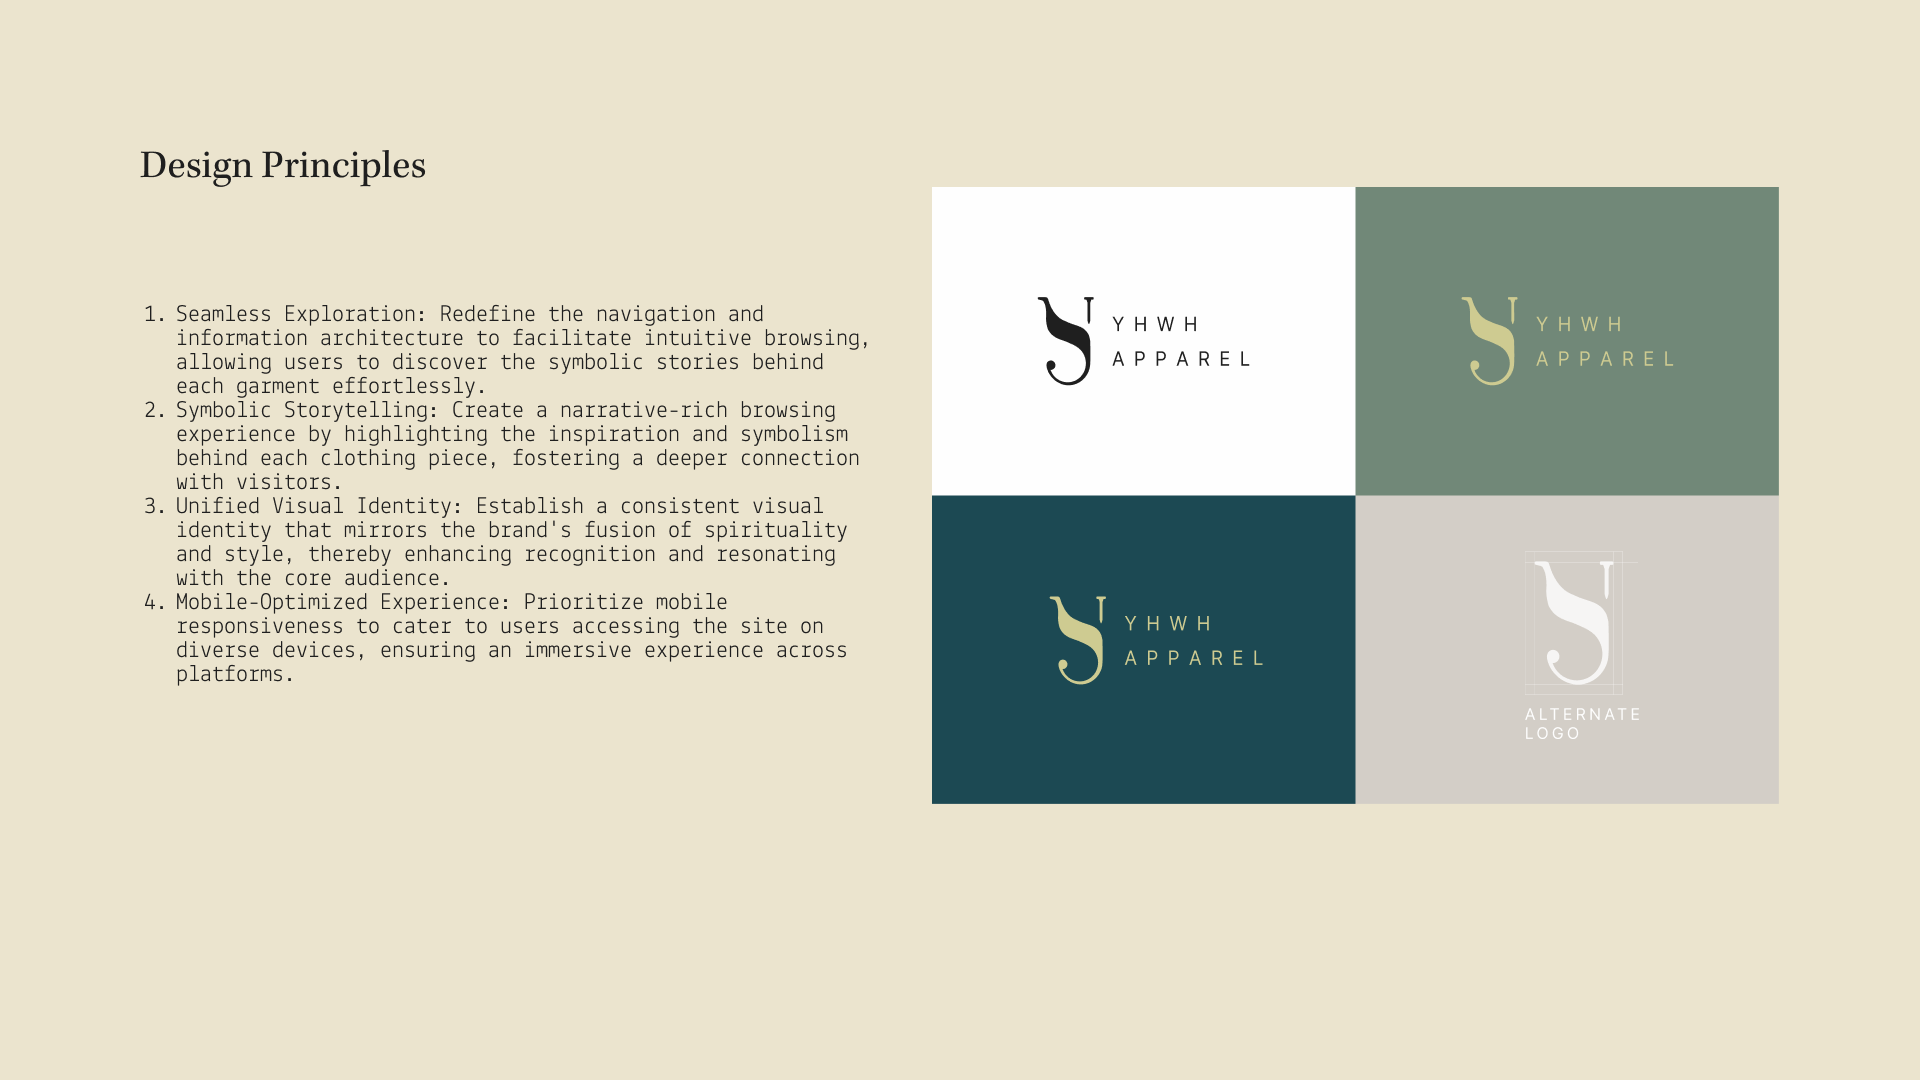 Design Principles
1. Seamless Exploration: Redefine the navigation and
information architecture to facilitate intuitive browsing,
allowing users to discover the symbolic stories behind
each garment effortlessly.
2. Symbolic Storytelling: Create a narrative-rich browsing
experience by highlighting the inspiration and symbolism
behind each clothing piece, fostering a deeper connection
with visitors.
3. Unified Visual Identity: Establish a consistent visual
identity that mirrors the brand's fusion of spirituality
and style, thereby enhancing recognition and resonating
with the core audience.
4. Mobile-Optimized Experience: Prioritize mobile
responsiveness to cater to users accessing the site on
diverse devices, ensuring an immersive experience across
platforms.
YHWH
APPAREL
YHWH
APPAREL
YHWH
APPAREL
ALTERNATE
LOGO